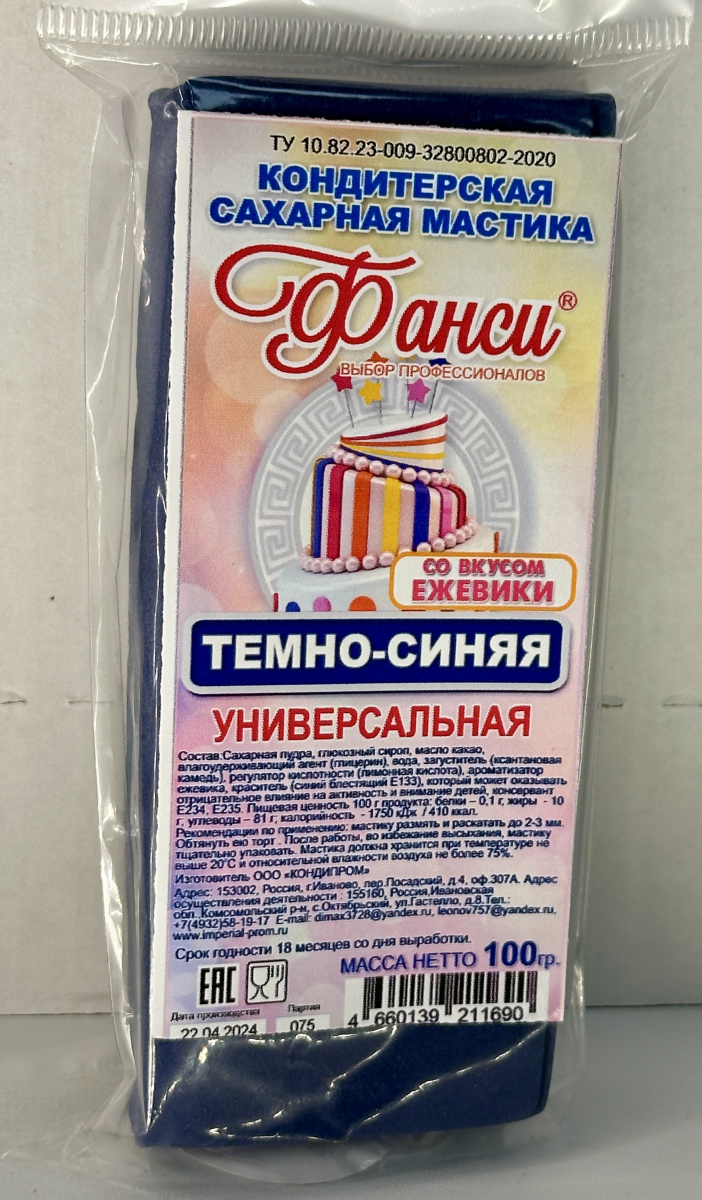 ТУ 10.82.23-009-32800802-2020
КОНДИТЕРСКАЯ
САХАРНАЯ МАСТИКА
Фанси®
ВЫБОР ПРОФЕССИОНАЛОВ
СО ВКУСОМ
ЕЖЕВИКИ
ТЕМНО-СИНЯЯ
УНИВЕРСАЛЬНАЯ
Состав:Сахарная пудра, глюкозный сироп, масло какао,
влагоудерживающий агент (глицерин), вода, загуститель (ксантановая
камедь), регулятор кислотности (лимонная кислота), ароматизатор
ежевика, краситель (синий блестящий Е133), который может оказывать
отрицательное влияние на активность и внимание детей, консервант
Е234, Е235. Пищевая ценность 100 г продукта: белки – 0,1 г, жиры - 10
г, углеводы – 81 г; калорийность - 1750 кДж / 410 ккал.
Рекомендации по применению: мастику размять и раскатать до 2-3 мм.
Обтянуть ею торт . После работы, во избежание высыхания, мастику
тщательно упаковать. Мастика должна хранится при температуре не
выше 20°С и относительной влажности воздуха не более 75%.
Изготовитель ООО «КОНДИПРОМ»
Адрес: 153002, Россия, г.Иваново, пер.Посадский, д.4, оф.307А. Адрес
осуществления деятельности : 155160, Россия,Ивановская
обл.,Комсомольский р-н, с.Октябрьский, ул.Гастелло, д.8.Тел.:
+7(4932)58-19-17 E-mail: dimax3728@yandex.ru, leonov757@yandex.ru,
www.imperial-prom.ru
Срок годности 18 месяцев со дня выработки.
МАССА НЕТТО 100гр.
EAC
Дата производства Партия
22.04.2024 075
4 660139 211690